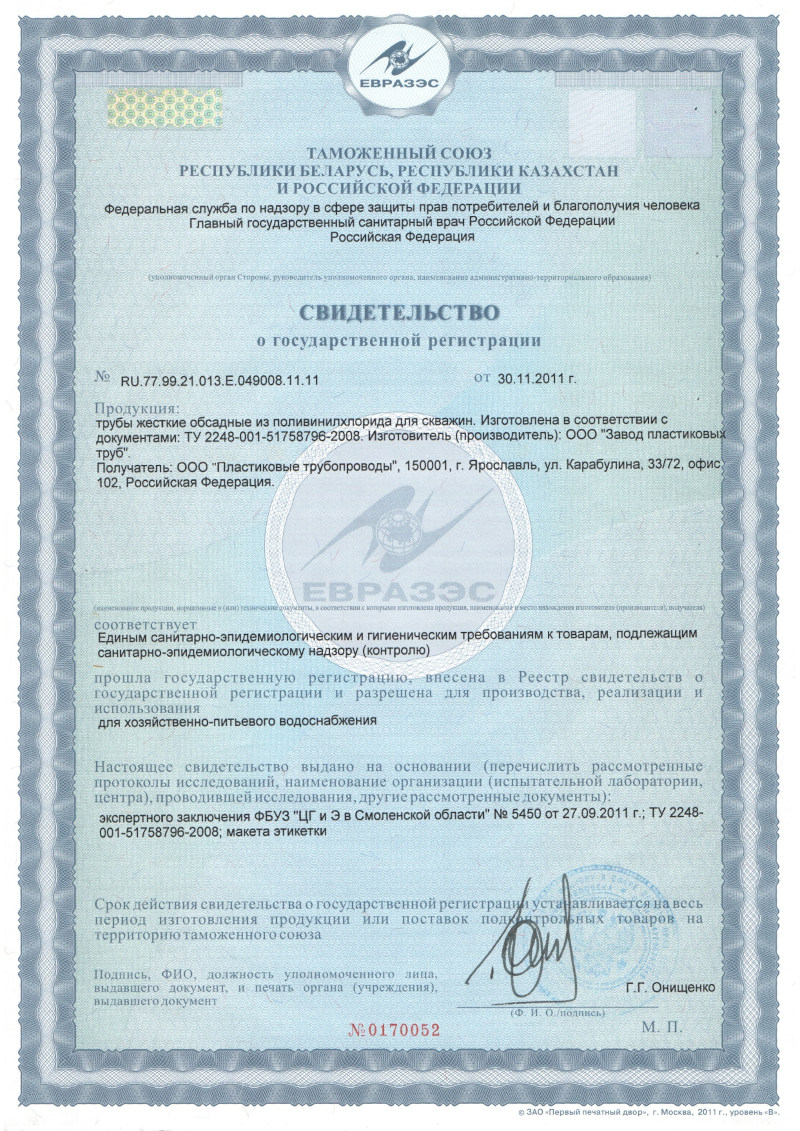 ЕВРАЗЭС
ТАМОЖЕННЫЙ СОЮЗ
РЕСПУБЛИКИ БЕЛАРУСЬ, РЕСПУБЛИКИ КАЗАХСТАН
И РОССИЙСКОЙ ФЕДЕРАЦИИ
Федеральная служба по надзору в сфере защиты прав потребителей и благополучия человека
Главный государственный санитарный врач Российской Федерации
Российская Федерация
(уполномоченный орган Стороны, руководитель уполномоченного органа, наименование административно-территориального образования)
СВИДЕТЕЛЬСТВО
о государственной регистрации
№ RU.77.99.21.013.Е.049008.11.11 от 30.11.2011 г.
Продукция:
трубы жесткие обсадные из поливинилхлорида для скважин. Изготовлена в соответствии с
документами: ТУ 2248-001-51758796-2008. Изготовитель (производитель): ООО "Завод пластиковых
труб".
Получатель: ООО "Пластиковые трубопроводы", 150001, г. Ярославль, ул. Карабулина, 33/72, офис
102, Российская Федерация.
ЕВРАЗЭС
(наименование продукции, нормативные и (или) технические документы, в соответствии с которыми изготовлена продукция, наименование и место нахождения изготовителя (производителя), получателя)
соответствует
Единым санитарно-эпидемиологическим и гигиеническим требованиям к товарам, подлежащим
санитарно-эпидемиологическому надзору (контролю)
прошла государственную регистрацию, внесена в Реестр свидетельств о
государственной регистрации и разрешена для производства, реализации и
использования
для хозяйственно-питьевого водоснабжения
Настоящее свидетельство выдано на основании (перечислить рассмотренные
протоколы исследований, наименование организации (испытательной лаборатории,
центра), проводившей исследования, другие рассмотренные документы):
экспертного заключения ФБУЗ "ЦГ и Э в Смоленской области" № 5450 от 27.09.2011 г.; ТУ 2248-
001-51758796-2008; макета этикетки
Срок действия свидетельства о государственной регистрации устанавливается на весь
период изготовления продукции или поставок подконтрольных товаров на
территорию таможенного союза
Подпись, ФИО, должность уполномоченного лица,
выдавшего документ, и печать органа (учреждения),
выдавшего документ
Г.Г. Онищенко
(Ф. И. О./подпись)
№0170052
М. П.
© ЗАО «Первый печатный двор», г. Москва, 2011 г., уровень «В».